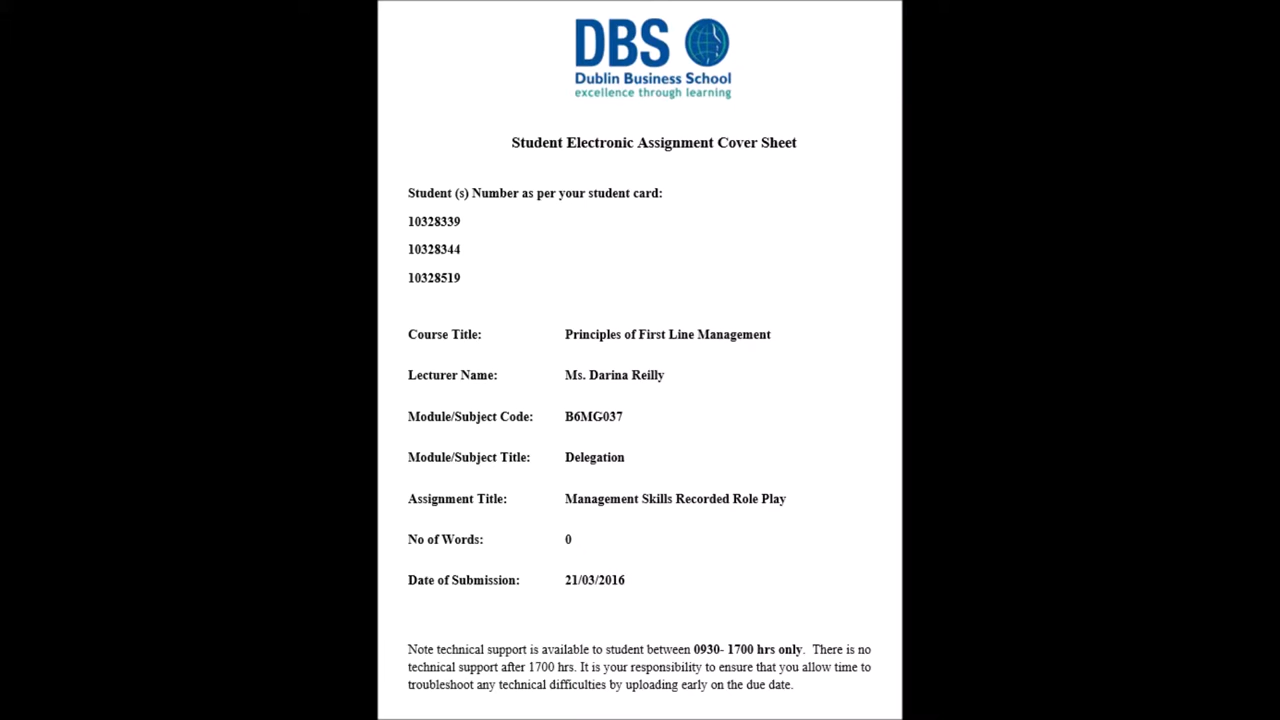 DBS
Dublin Business School
excellence through learning
Student Electronic Assignment Cover Sheet
Student (s) Number as per your student card:
10328339
10328344
10328519
Course Title: Principles of First Line Management
Lecturer Name: Ms. Darina Reilly
Module/Subject Code: B6MG037
Module/Subject Title: Delegation
Assignment Title: Management Skills Recorded Role Play
No of Words: 0
Date of Submission: 21/03/2016
Note technical support is available to student between 0930- 1700 hrs only. There is no
technical support after 1700 hrs. It is your responsibility to ensure that you allow time to
troubleshoot any technical difficulties by uploading early on the due date.